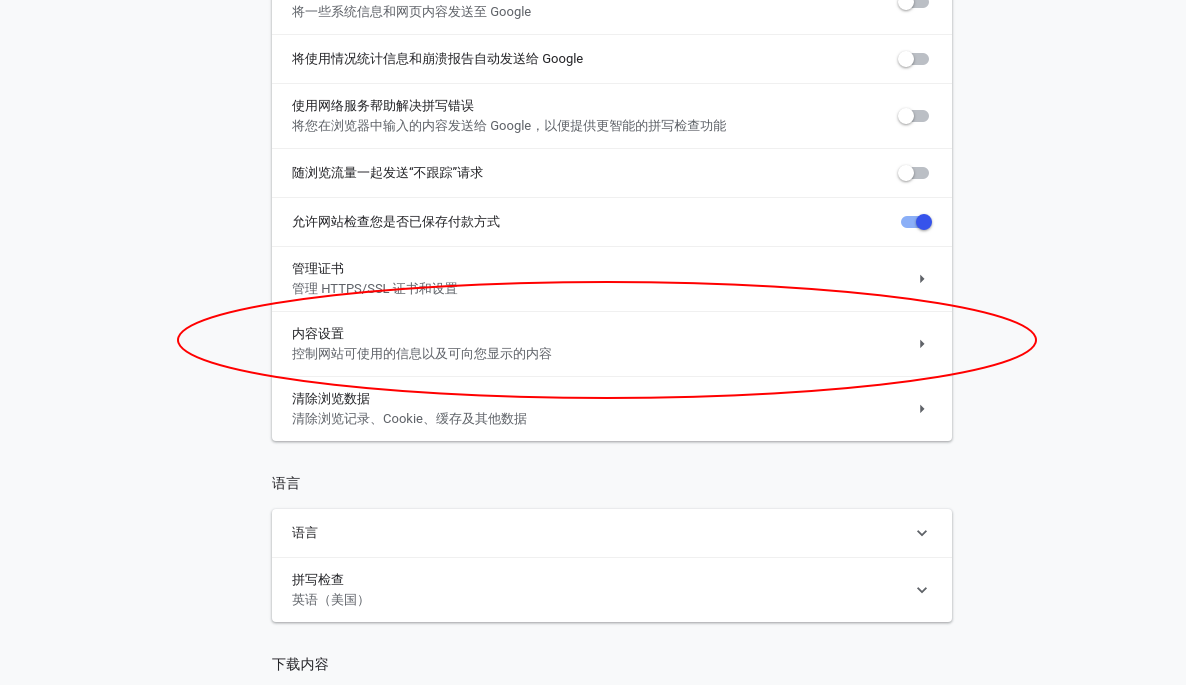 将一些系统信息和网页内容发送至 Google
将使用情况统计信息和崩溃报告自动发送给 Google
使用网络服务帮助解决拼写错误
将您在浏览器中输入的内容发送给 Google，以便提供更智能的拼写检查功能
随浏览流量一起发送“不跟踪”请求
允许网站检查您是否已保存付款方式
管理证书
管理 HTTPS/SSL 证书和设置
内容设置
控制网站可使用的信息以及可向您显示的内容
清除浏览数据
清除浏览记录、Cookie、缓存及其他数据
语言
语言
拼写检查
英语（美国）
下载内容